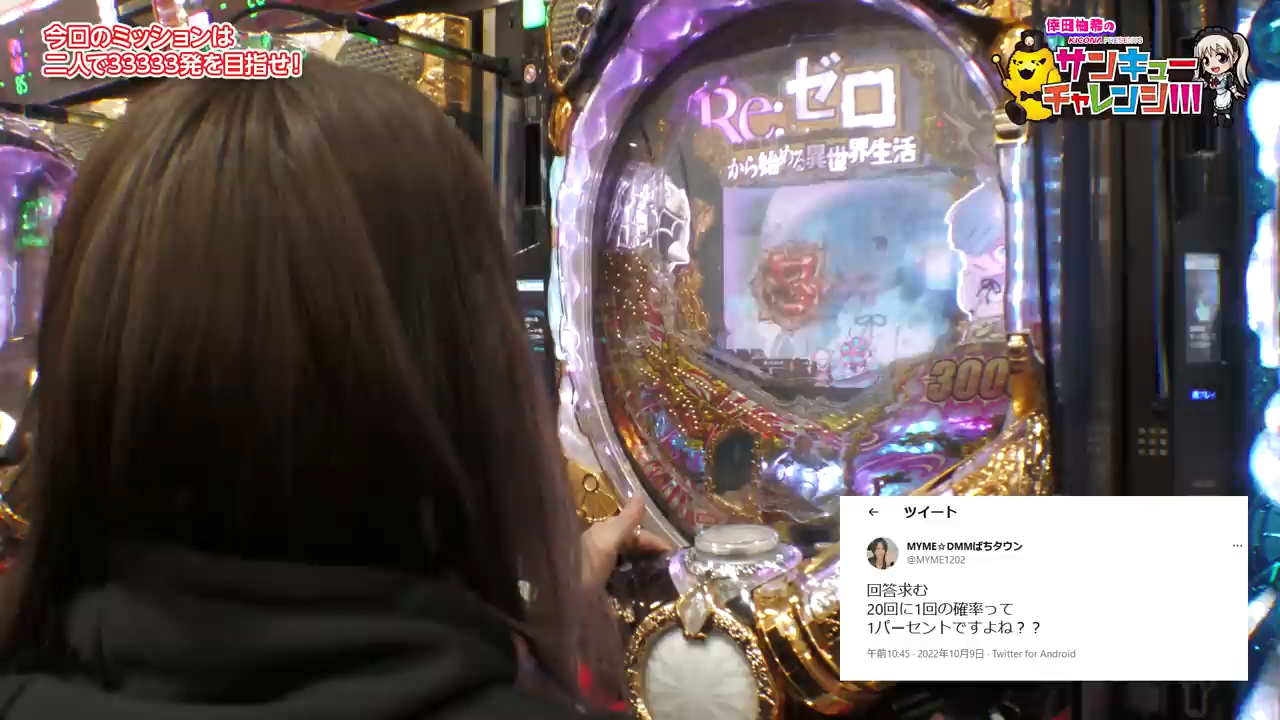 今回のミッションは
二人で33333発を目指せ!
倖田柚希の
KICONA PRESENTS
サンキュー
チャレンジ!!!
Re:ゼロ
から始める異世界生活
300
ツイート
MYME☆DMMぱちタウン
@MYME1202
回答求む
20回に1回の確率って
1パーセントですよね？？
午前10:45 · 2022年10月9日 · Twitter for Android